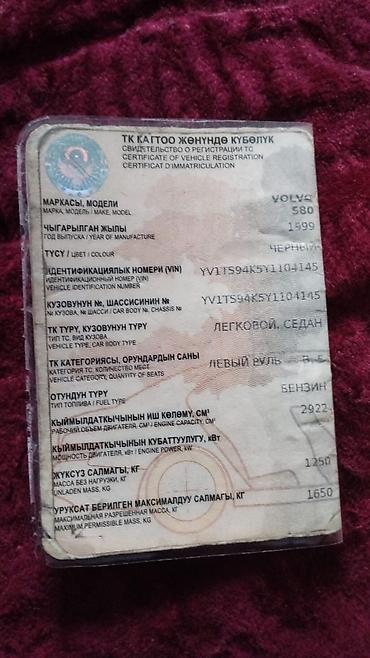 ТК КАТТОО ЖӨНҮНДӨ КҮБӨЛҮК
СВИДЕТЕЛЬСТВО О РЕГИСТРАЦИИ ТС
CERTIFICATE OF VEHICLE REGISTRATION
CERTIFICAT D'IMMATRICULATION
МАРКАСЫ, МОДЕЛИ VOLVO
МАРКА, МОДЕЛЬ / MAKE, MODEL S80
ЧЫГАРЫЛГАН ЖЫЛЫ 1999
ГОД ВЫПУСКА / YEAR OF MANUFACTURE
ТҮСҮ / ЦВЕТ / COLOUR ЧЕРНЫЙ
ИДЕНТИФИКАЦИЯЛЫК НОМЕРИ (VIN) YV1TS94K5Y1104145
ИДЕНТИФИКАЦИОННЫЙ НОМЕР (VIN)
VEHICLE IDENTIFICATION NUMBER
КУЗОВУНУН №, ШАССИСИНИН № YV1TS94K5Y1104145
№ КУЗОВА, № ШАССИ / CAR BODY №, CHASSIS №
ТК ТҮРҮ, КУЗОВУНУН ТҮРҮ ЛЕГКОВОЙ, СЕДАН
ТИП ТС, ВИД КУЗОВА
VEHICLE TYPE, CAR BODY TYPE
ТК КАТЕГОРИЯСЫ, ОРУНДАРДЫН САНЫ ЛЕВЫЙ РУЛЬ B, 5
КАТЕГОРИЯ ТС, КОЛИЧЕСТВО МЕСТ
VEHICLE CATEGORY, QUANTITY OF SEATS
ОТУНДУН ТҮРҮ БЕНЗИН
ТИП ТОПЛИВА / FUEL TYPE
КЫЙМЫЛДАТКЫЧЫНЫН ИШ КӨЛӨМҮ, СМ³ 2922
РАБОЧИЙ ОБЪЕМ ДВИГАТЕЛЯ, СМ³ / ENGINE CAPACITY, CM³
КЫЙМЫЛДАТКЫЧЫНЫН КУБАТТУУЛУГУ, кВт
МОЩНОСТЬ ДВИГАТЕЛЯ, кВт / ENGINE POWER, kW
ЖҮКСҮЗ САЛМАГЫ, КГ 1250
МАССА БЕЗ НАГРУЗКИ, КГ
UNLADEN MASS, KG
УРУКСАТ БЕРИЛГЕН МАКСИМАЛДУУ САЛМАГЫ, КГ 1650
МАКСИМАЛЬНАЯ РАЗРЕШЕННАЯ МАССА, КГ
MAXIMUM PERMISSIBLE MASS, KG